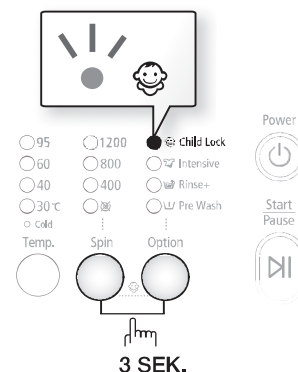 Power
95 1200 Child Lock
60 800 Intensive
40 400 Rinse+
30 °C Pre Wash
Cold
Start
Pause
Temp. Spin Option
3 SEK.